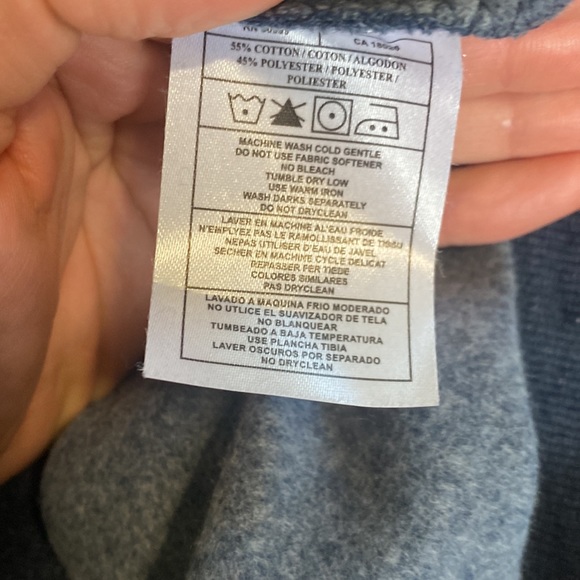 55% COTTON / COTON / ALGODON
45% POLYESTER / POLYESTER /
POLIESTER
MACHINE WASH COLD GENTLE
DO NOT USE FABRIC SOFTENER
NO BLEACH
TUMBLE DRY LOW
USE WARM IRON
WASH DARKS SEPARATELY
DO NOT DRYCLEAN
LAVER EN MACHINE AL'EAU FROIDE
N'EMPLOYEZ PAS LE RAMOLLISSANT DE TISSU
NEPAS UTILISER D'EAU DE JAVEL
SECHER EN MACHINE CYCLE DELICAT
REPASSER FER TIEDE
COLORES SIMILARES
PAS DRYCLEAN
LAVADO A MAQUINA FRIO MODERADO
NO UTLICE EL SUAVIZADOR DE TELA
NO BLANQUEAR
TUMBEADO A BAJA TEMPERATURA
USE PLANCHA TIBIA
LAVER OSCUROS POR SEPARADO
NO DRYCLEAN